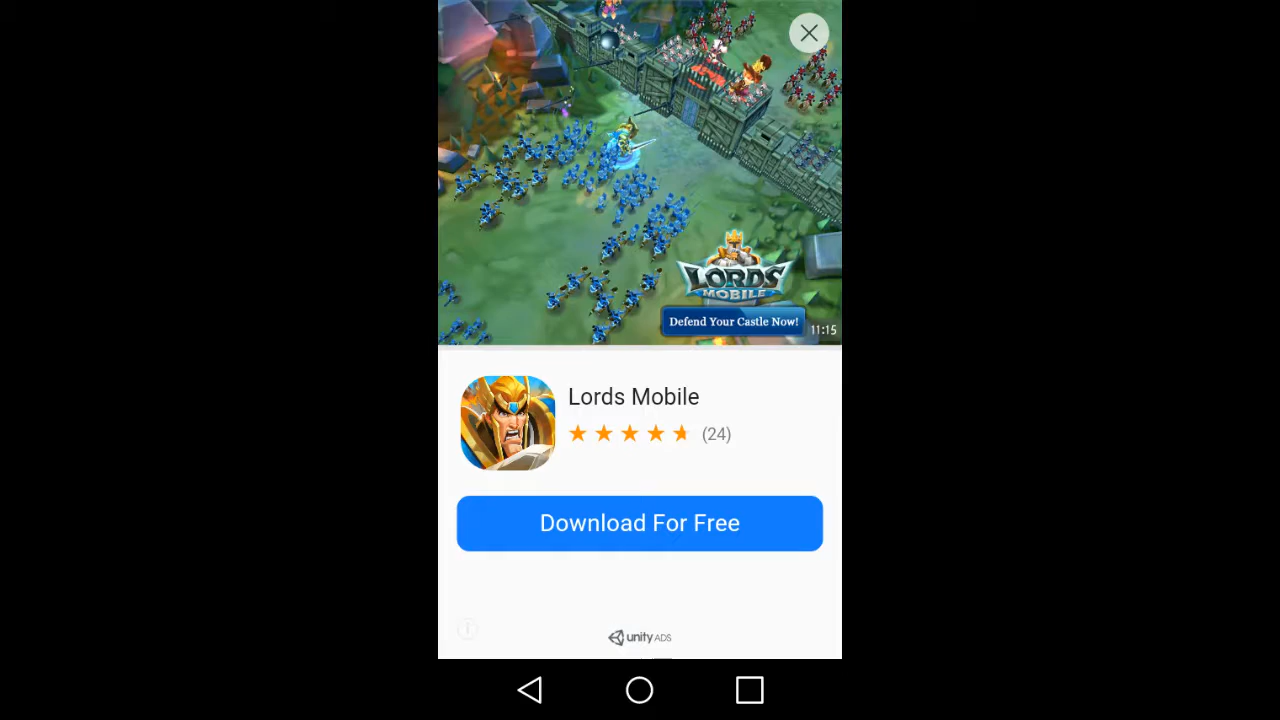 LORDS
MOBILE
Defend Your Castle Now!
11:15
Lords Mobile
(24)
Download For Free
unity ADS